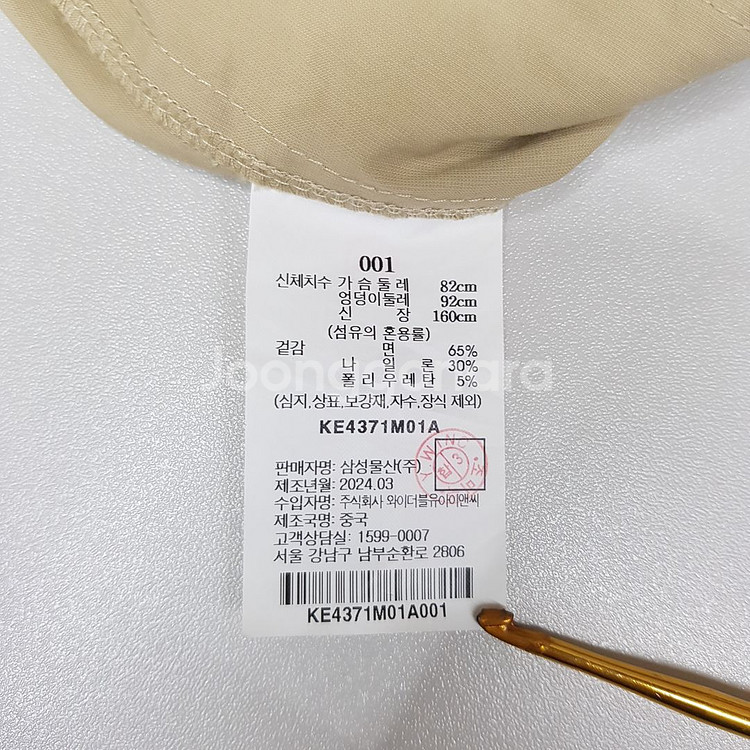 001
신체치수 가 슴 둘 레 82cm
엉덩이둘레 92cm
신 장 160cm
(섬유의 혼용률)
겉감 면 65%
나 일 론 30%
폴 리 우 레 탄 5%
(심지,상표,보강재,자수,장식 제외)
KE4371M01A
판매자명: 삼성물산(주)
제조년월: 2024.03
수입자명: 주식회사 와이더블유아이앤씨
제조국명: 중국
고객상담실: 1599-0007
서울 강남구 남부순환로 2806
KE4371M01A001
Joongonara